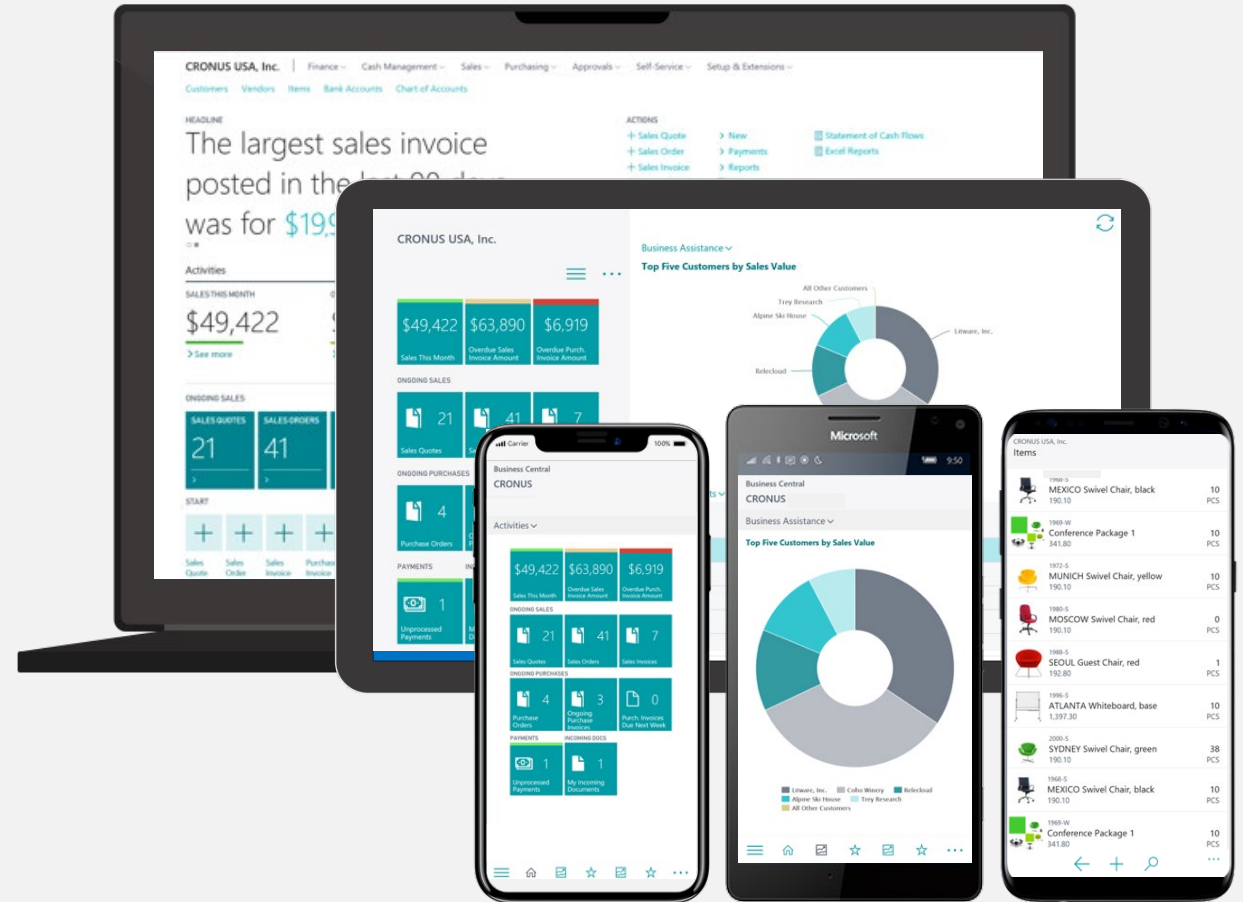 CRONUS USA, Inc. | Finance Cash Management Sales Purchasing Approvals Self-Service Setup & Extensions
Customers Vendors Items Bank Accounts Chart of Accounts
HEADLINE
The largest sales invoice
posted in the last 90 days
was for $19,9
ACTIONS
+ Sales Quote
+ Sales Order
+ Sales Invoice
> New
> Payments
> Reports
Statement of Cash Flows
Excel Reports
Activities
SALES THIS MONTH
$49,422
> See more
ONGOING SALES
SALES QUOTES
21
>
SALES ORDERS
41
>
START
+ + + +
Sales Quote
Sales Order
Sales Invoice
Purchase Invoice
CRONUS USA, Inc.
$49,422
Sales This Month
$63,890
Overdue Sales
Invoice Amount
$6,919
Overdue Purch.
Invoice Amount
ONGOING SALES
21
Sales Quotes
41
7
ONGOING PURCHASES
4
Purchase Orders
PAYMENTS
1
Unprocessed
Payments
Business Assistance
Top Five Customers by Sales Value
All Other Customers
Trey Research
Alpine Ski House
Relecloud
Litware, Inc.
Carrier
100%
Business Central
CRONUS
Activities
$49,422
Sales This Month
$63,890
Overdue Sales
Invoice Amount
$6,919
Overdue Purch.
Invoice Amount
ONGOING SALES
21
Sales Quotes
41
Sales Orders
7
Sales Invoices
ONGOING PURCHASES
4
Purchase
Orders
3
Ongoing
Purchase
Invoices
0
Purch. Invoices
Due Next Week
PAYMENTS
1
Unprocessed
Payments
INCOMING DOCS
1
My Incoming
Documents
Microsoft
9:50
Business Central
CRONUS
Business Assistance
Top Five Customers by Sales Value
Litware, Inc. Coho Winery Relecloud
Alpine Ski House Trey Research
All Other Customers
CRONUS USA, Inc.
Items
1968-S
MEXICO Swivel Chair, black 10
190.10 PCS
1969-W
Conference Package 1 10
341.80 PCS
1972-S
MUNICH Swivel Chair, yellow 10
190.10 PCS
1980-S
MOSCOW Swivel Chair, red 0
190.10 PCS
1988-S
SEOUL Guest Chair, red 1
192.80 PCS
1996-S
ATLANTA Whiteboard, base 10
1,397.30 PCS
2000-S
SYDNEY Swivel Chair, green 38
190.10 PCS
1968-S
MEXICO Swivel Chair, black 10
190.10 PCS
1969-W
Conference Package 1 10
341.80 PCS